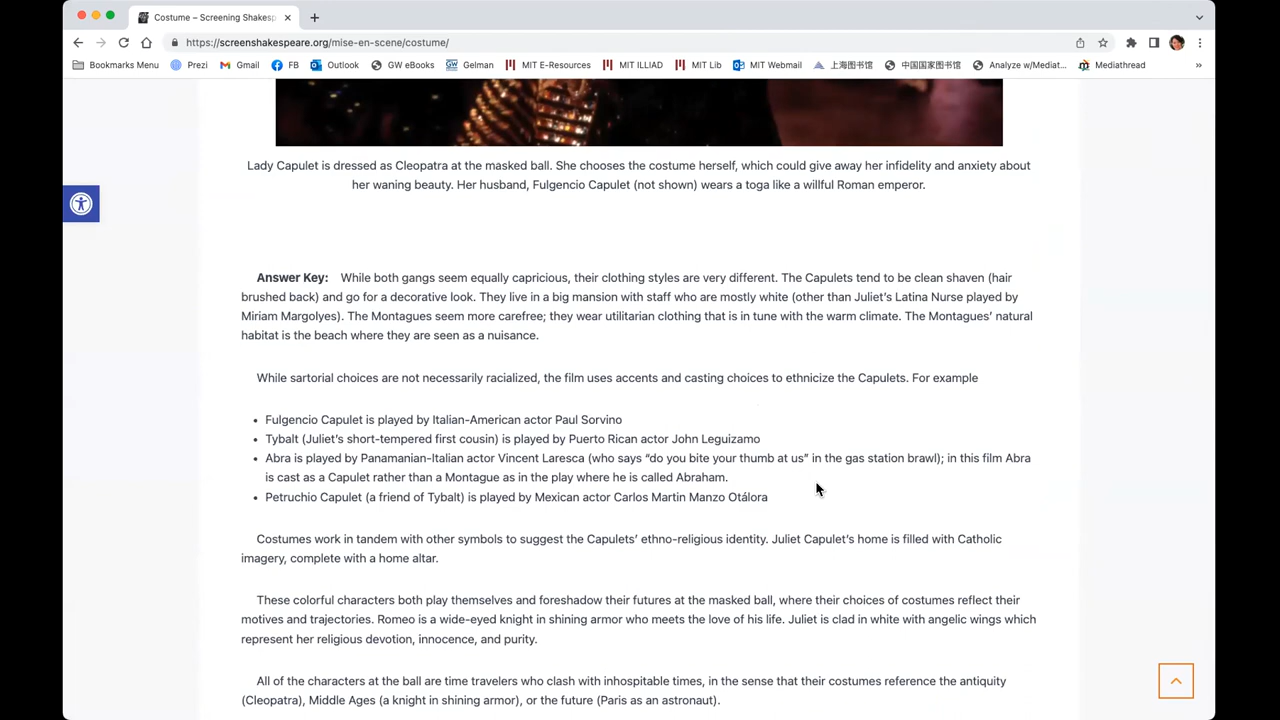 Costume – Screening Shakesp
https://screenshakespeare.org/mise-en-scene/costume/
Bookmarks Menu Prezi Gmail FB Outlook GW eBooks Gelman MIT E-Resources MIT ILLIAD MIT Lib MIT Webmail 上海图书馆 中国国家图书馆 Analyze w/Mediat... Mediathread »
Lady Capulet is dressed as Cleopatra at the masked ball. She chooses the costume herself, which could give away her infidelity and anxiety about
her waning beauty. Her husband, Fulgencio Capulet (not shown) wears a toga like a willful Roman emperor.
Answer Key: While both gangs seem equally capricious, their clothing styles are very different. The Capulets tend to be clean shaven (hair
brushed back) and go for a decorative look. They live in a big mansion with staff who are mostly white (other than Juliet's Latina Nurse played by
Miriam Margolyes). The Montagues seem more carefree; they wear utilitarian clothing that is in tune with the warm climate. The Montagues' natural
habitat is the beach where they are seen as a nuisance.
While sartorial choices are not necessarily racialized, the film uses accents and casting choices to ethnicize the Capulets. For example
• Fulgencio Capulet is played by Italian-American actor Paul Sorvino
• Tybalt (Juliet's short-tempered first cousin) is played by Puerto Rican actor John Leguizamo
• Abra is played by Panamanian-Italian actor Vincent Laresca (who says "do you bite your thumb at us" in the gas station brawl); in this film Abra
is cast as a Capulet rather than a Montague as in the play where he is called Abraham.
• Petruchio Capulet (a friend of Tybalt) is played by Mexican actor Carlos Martin Manzo Otálora
Costumes work in tandem with other symbols to suggest the Capulets' ethno-religious identity. Juliet Capulet's home is filled with Catholic
imagery, complete with a home altar.
These colorful characters both play themselves and foreshadow their futures at the masked ball, where their choices of costumes reflect their
motives and trajectories. Romeo is a wide-eyed knight in shining armor who meets the love of his life. Juliet is clad in white with angelic wings which
represent her religious devotion, innocence, and purity.
All of the characters at the ball are time travelers who clash with inhospitable times, in the sense that their costumes reference the antiquity
(Cleopatra), Middle Ages (a knight in shining armor), or the future (Paris as an astronaut).